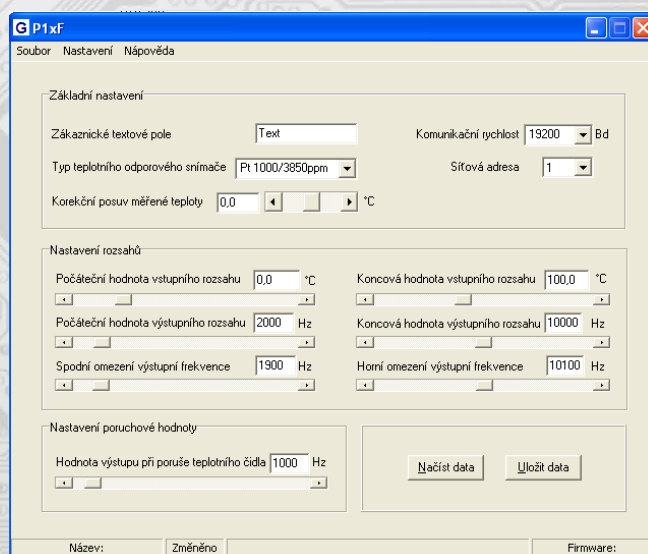 P1xF
Soubor Nastavení Nápověda
Základní nastavení
Zákaznické textové pole Text Komunikační rychlost 19200 Bd
Typ teplotního odporového snímače Pt 1000/3850ppm Síťová adresa 1
Korekční posuv měřené teploty 0,0 °C
Nastavení rozsahů
Počáteční hodnota vstupního rozsahu 0,0 °C Koncová hodnota vstupního rozsahu 100,0 °C
Počáteční hodnota výstupního rozsahu 2000 Hz Koncová hodnota výstupního rozsahu 10000 Hz
Spodní omezení výstupní frekvence 1900 Hz Horní omezení výstupní frekvence 10100 Hz
Nastavení poruchové hodnoty
Hodnota výstupu při poruše teplotního čidla 1000 Hz Načíst data Uložit data
Název: Změněno Firmware: